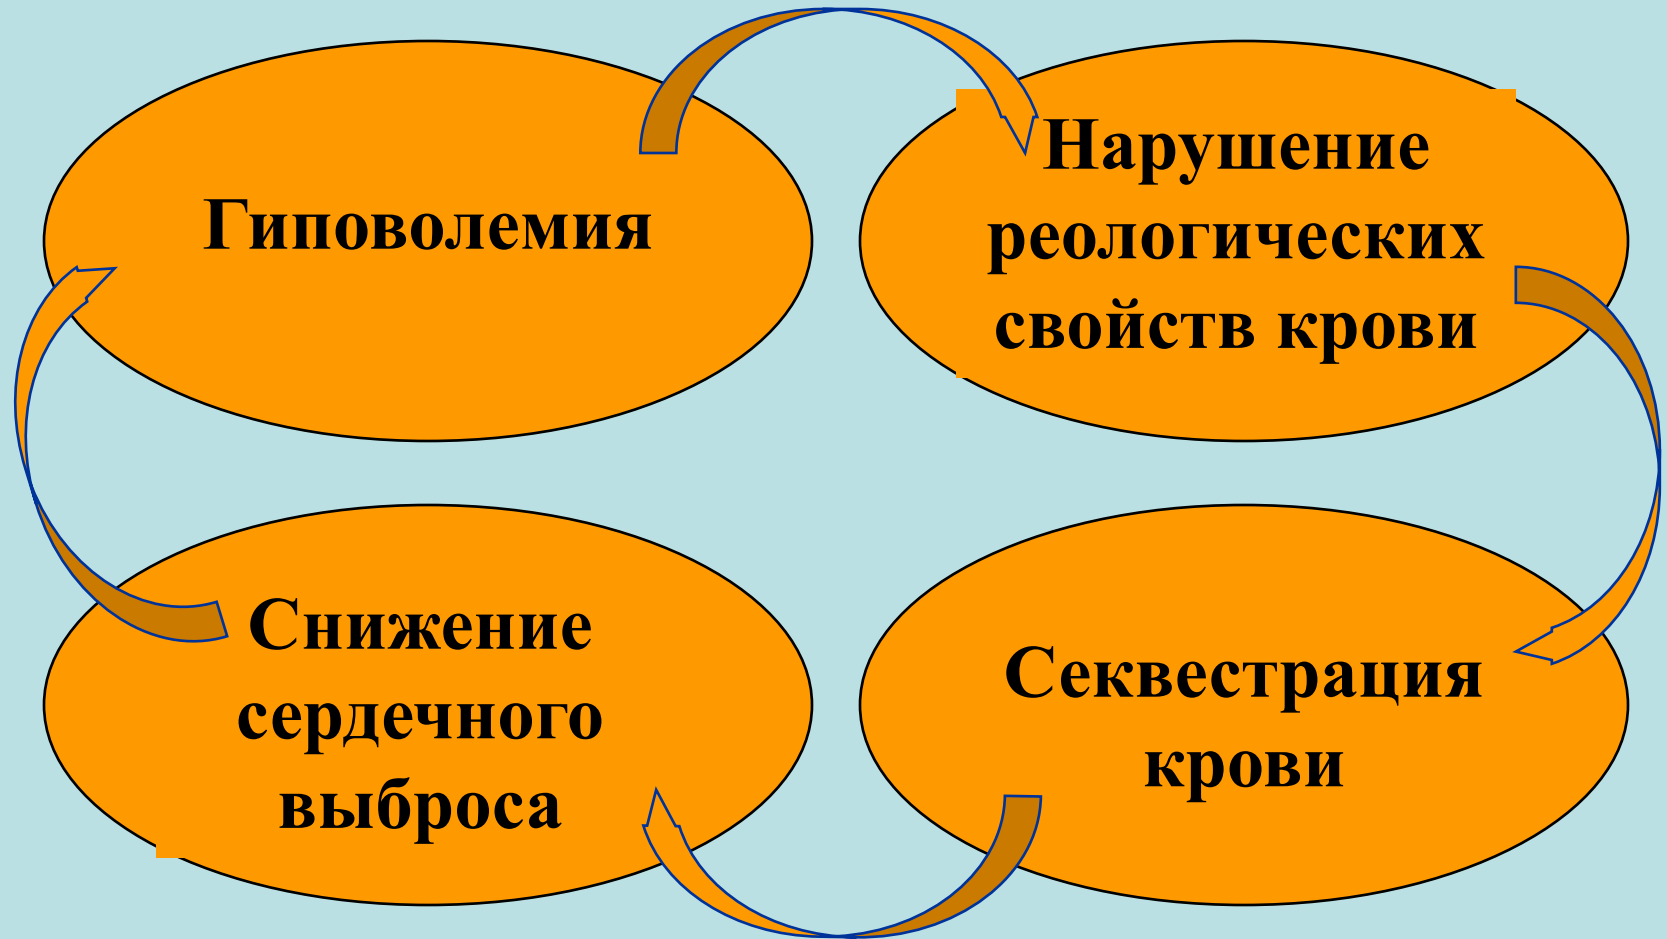 Гиповолемия
Нарушение
реологических
свойств крови
Снижение
сердечного
выброса
Секвестрация
крови